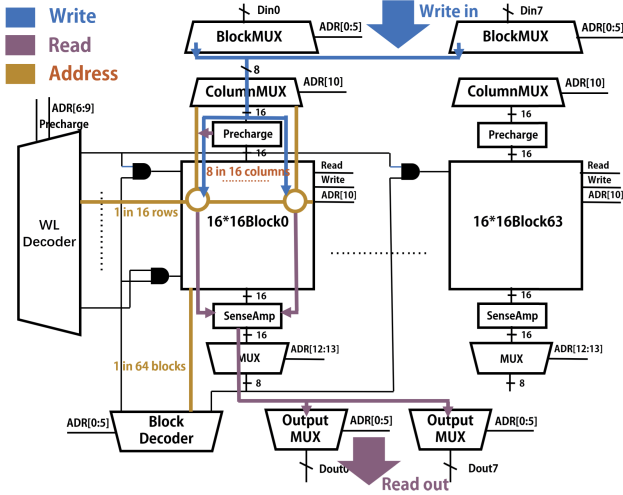 Write
Read
Address
Din0
Write in
Din7
BlockMUX
ADR[0:5]
BlockMUX
ADR[0:5]
8
ColumnMUX
ADR[10]
ColumnMUX
ADR[10]
ADR[6:9]
Precharge
16
16
Precharge
Precharge
16
16
8 in 16 columns
Read
Write
ADR[10]
Read
Write
ADR[10]
1 in 16 rows
WL
Decoder
16*16Block0
16*16Block63
16
16
SenseAmp
SenseAmp
16
16
MUX
ADR[12:13]
MUX
ADR[12:13]
1 in 64 blocks
8
8
ADR[0:5]
Block
Decoder
Output
MUX
ADR[0:5]
Output
MUX
ADR[0:5]
Dout0
Dout7
Read out